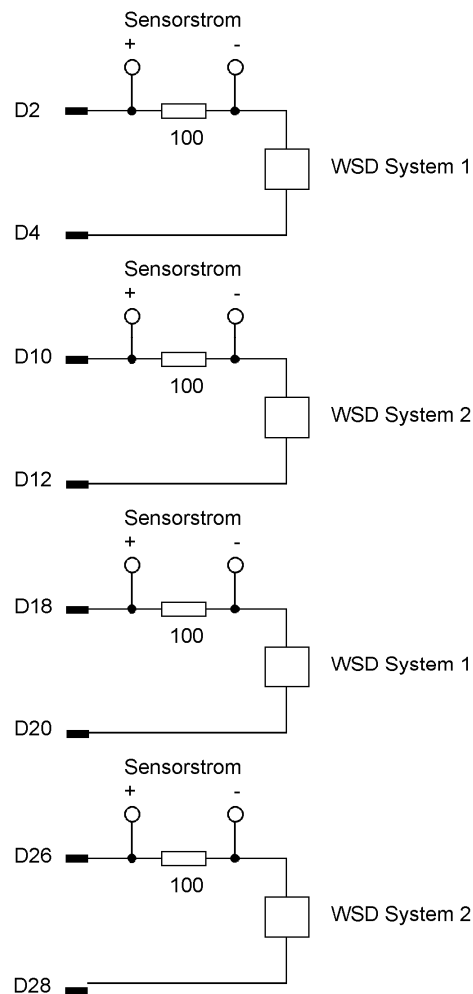 Sensorstrom
+ -
D2
100
WSD System 1
D4
Sensorstrom
+ -
D10
100
WSD System 2
D12
Sensorstrom
+ -
D18
100
WSD System 1
D20
Sensorstrom
+ -
D26
100
WSD System 2
D28